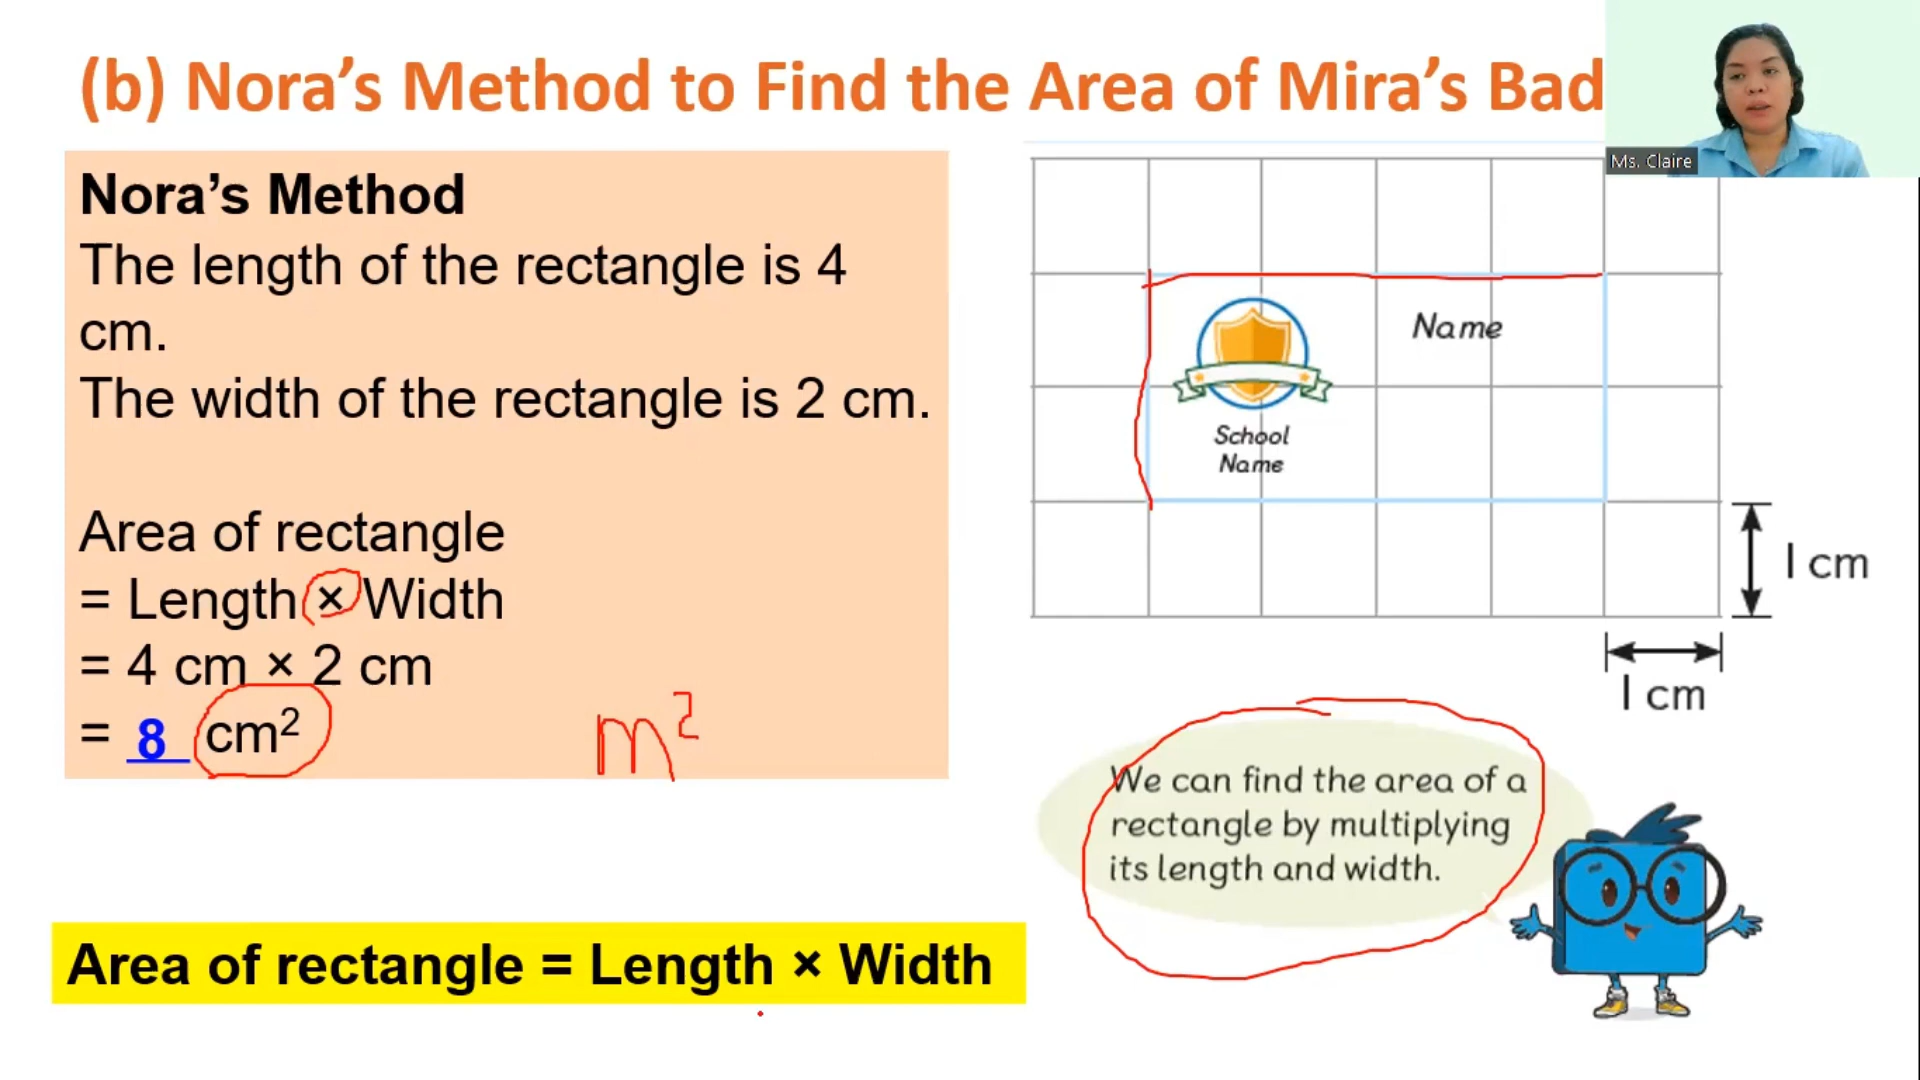 (b) Nora’s Method to Find the Area of Mira’s Bad
Ms. Claire
Nora’s Method
The length of the rectangle is 4
cm.
The width of the rectangle is 2 cm.
Area of rectangle
= Length × Width
= 4 cm × 2 cm
= 8 cm²
m²
Name
School
Name
1 cm
1 cm
We can find the area of a
rectangle by multiplying
its length and width.
Area of rectangle = Length × Width